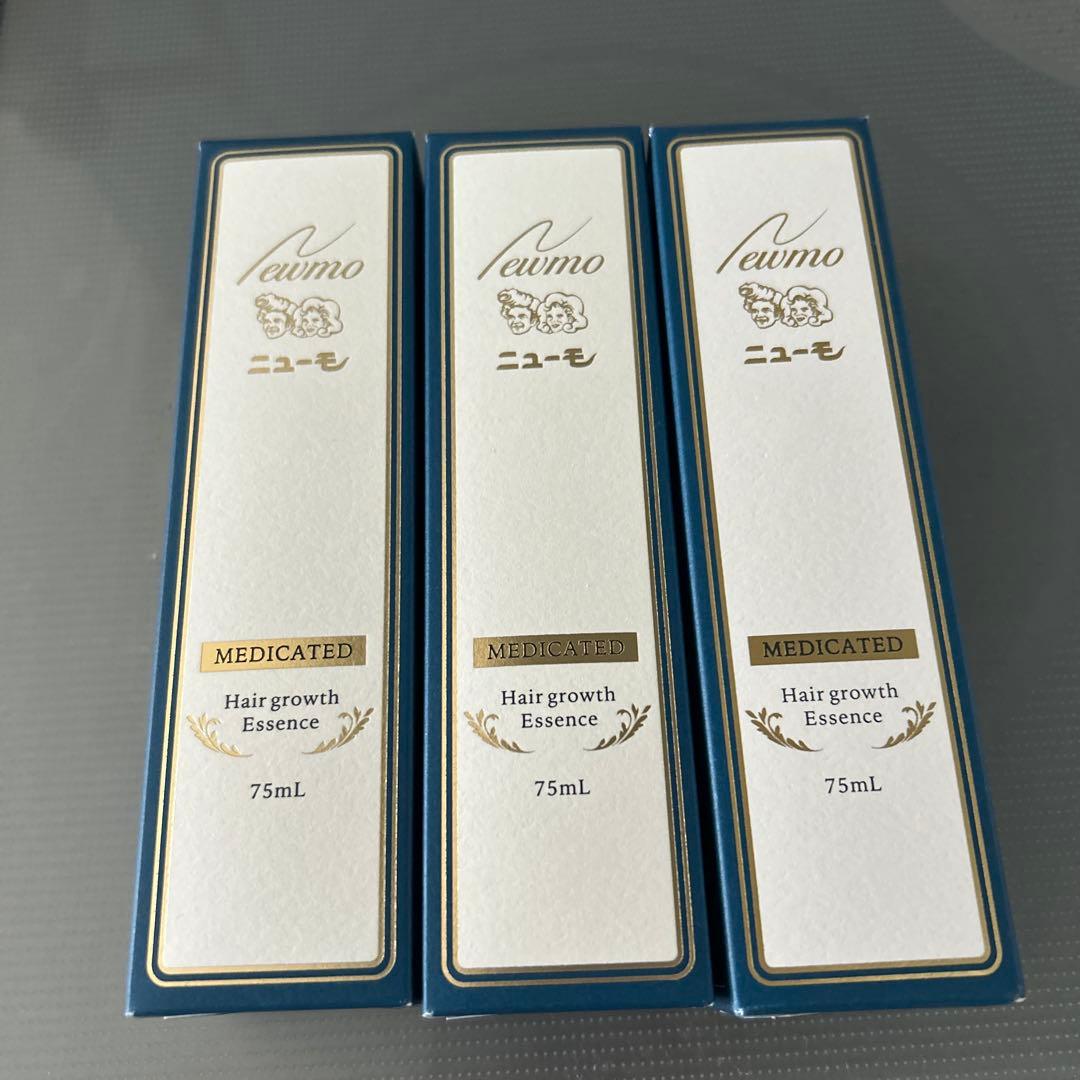 Newmo
ニューモ
MEDICATED
Hair growth
Essence
75mL
Newmo
ニューモ
MEDICATED
Hair growth
Essence
75mL
Newmo
ニューモ
MEDICATED
Hair growth
Essence
75mL